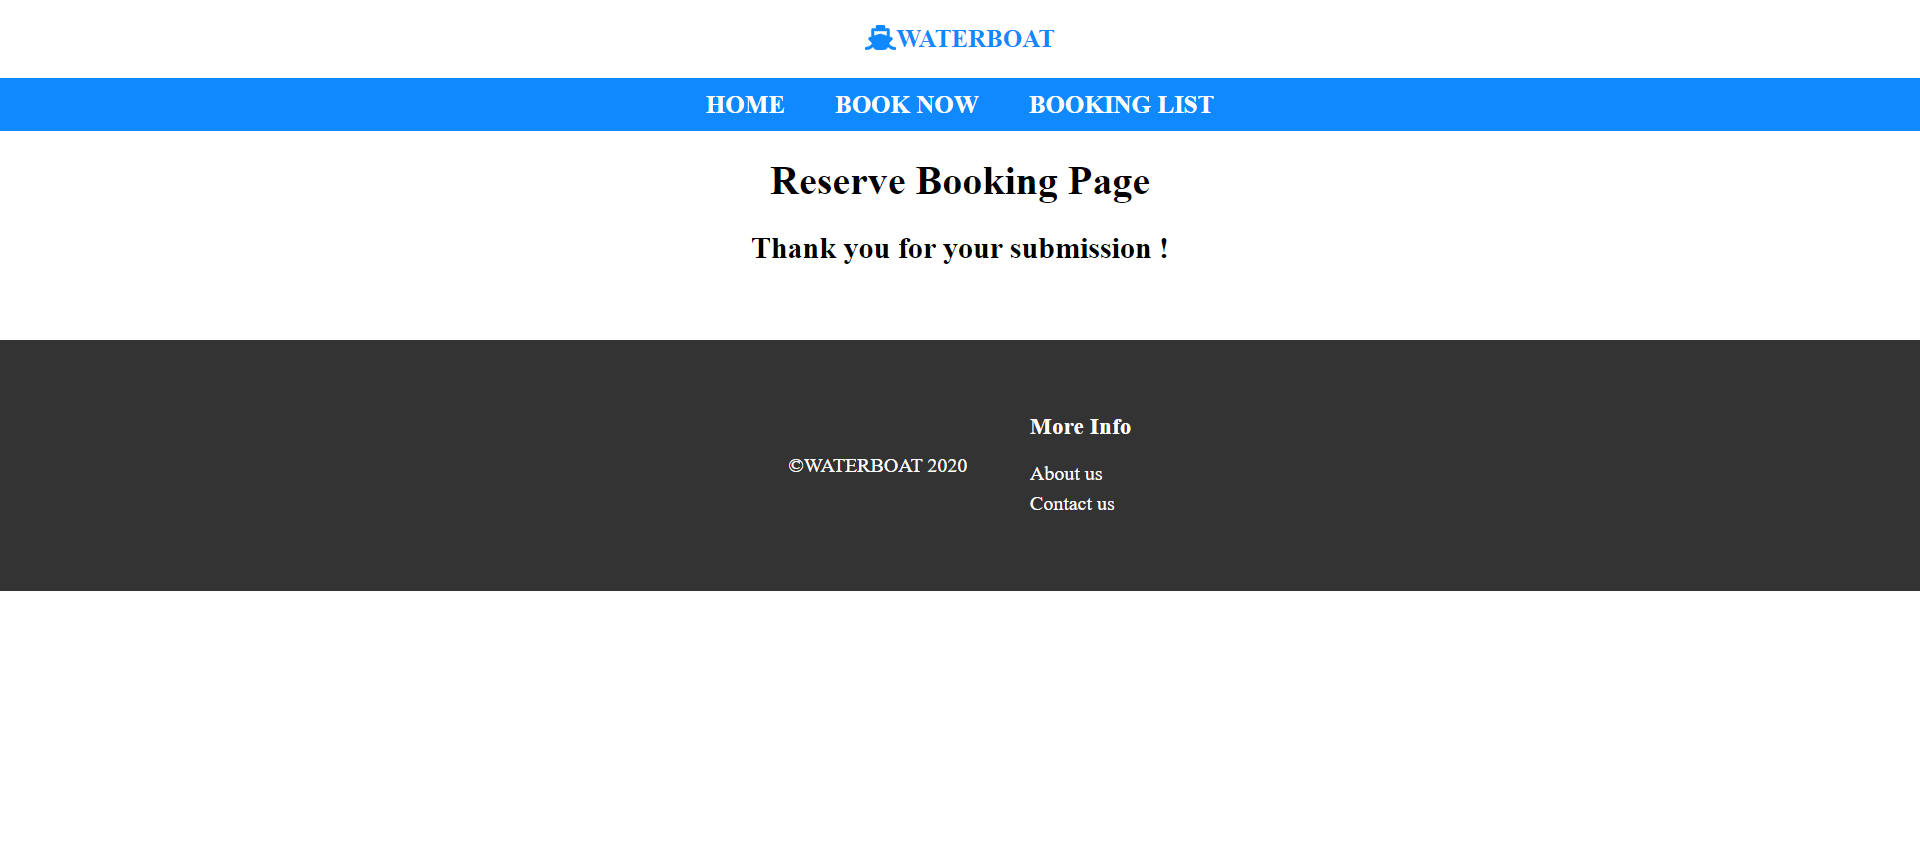 WATERBOAT
HOME BOOK NOW BOOKING LIST
Reserve Booking Page
Thank you for your submission !
©WATERBOAT 2020
More Info
About us
Contact us